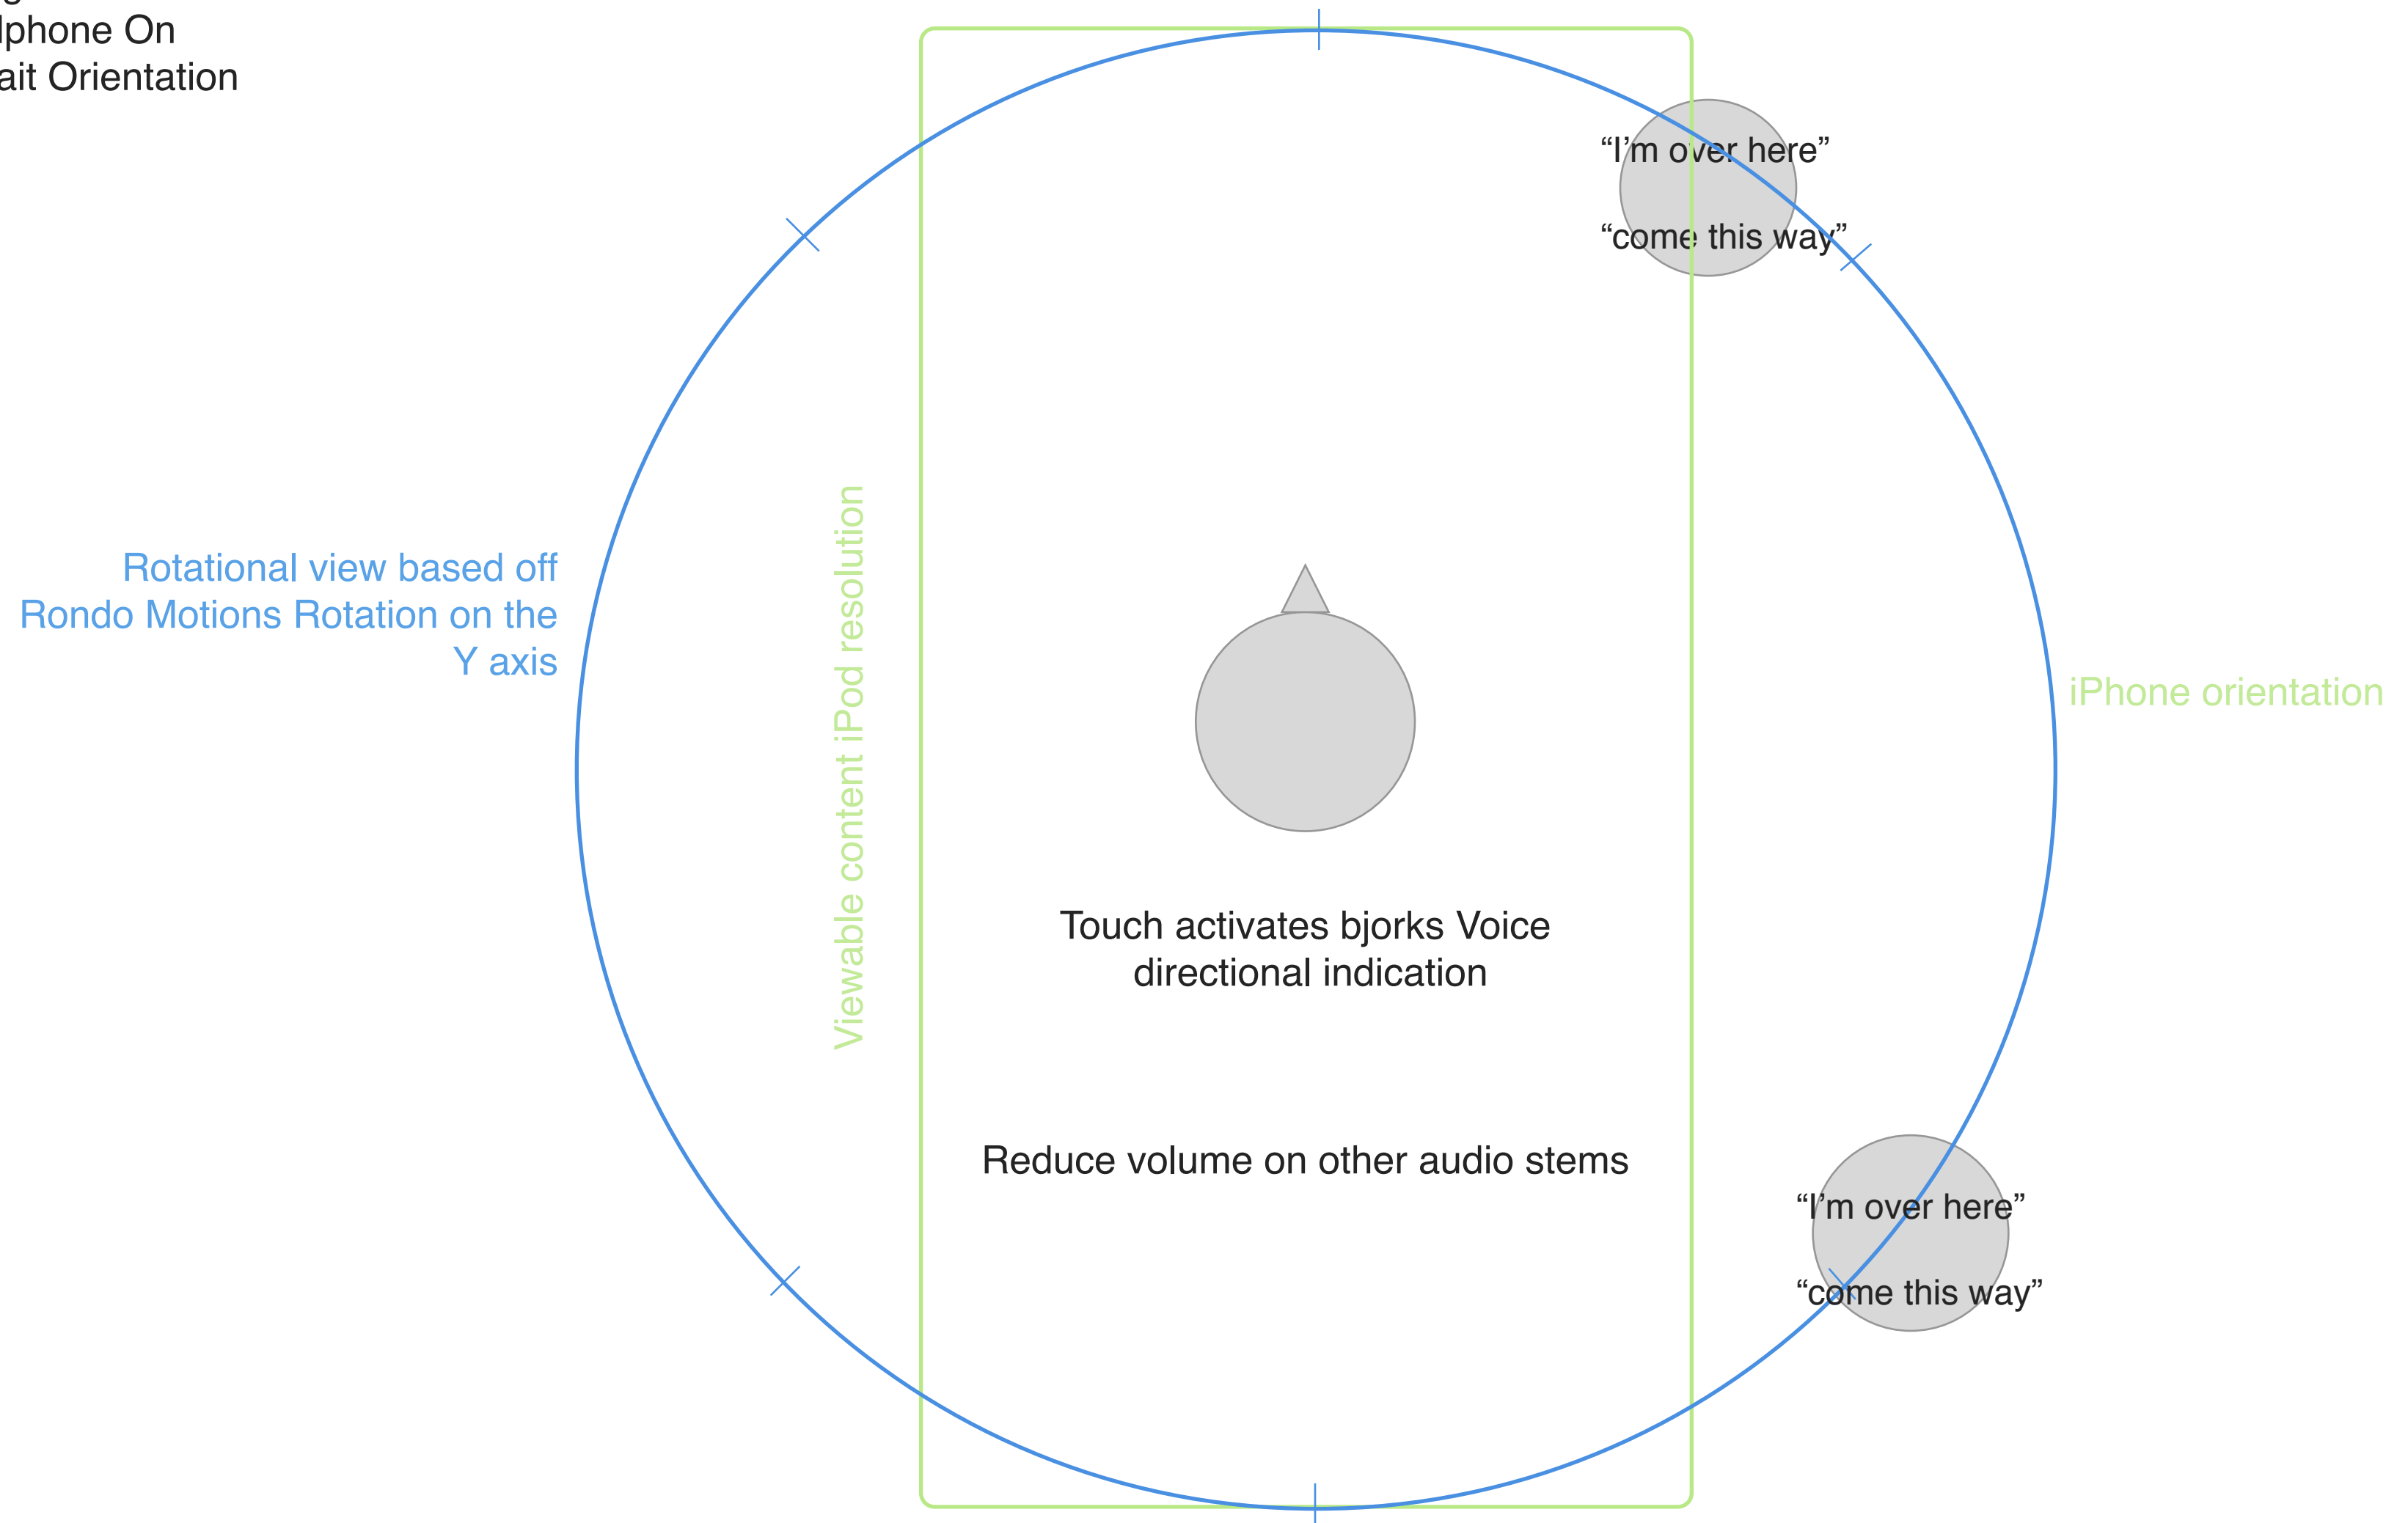 On
Orientation
“I’m over here”
“come this way”
Rotational view based off
Rondo Motions Rotation on the
Y axis
Viewable content iPod resolution
iPhone orientation
Touch activates bjorks Voice
directional indication
Reduce volume on other audio stems
“I’m over here”
“come this way”